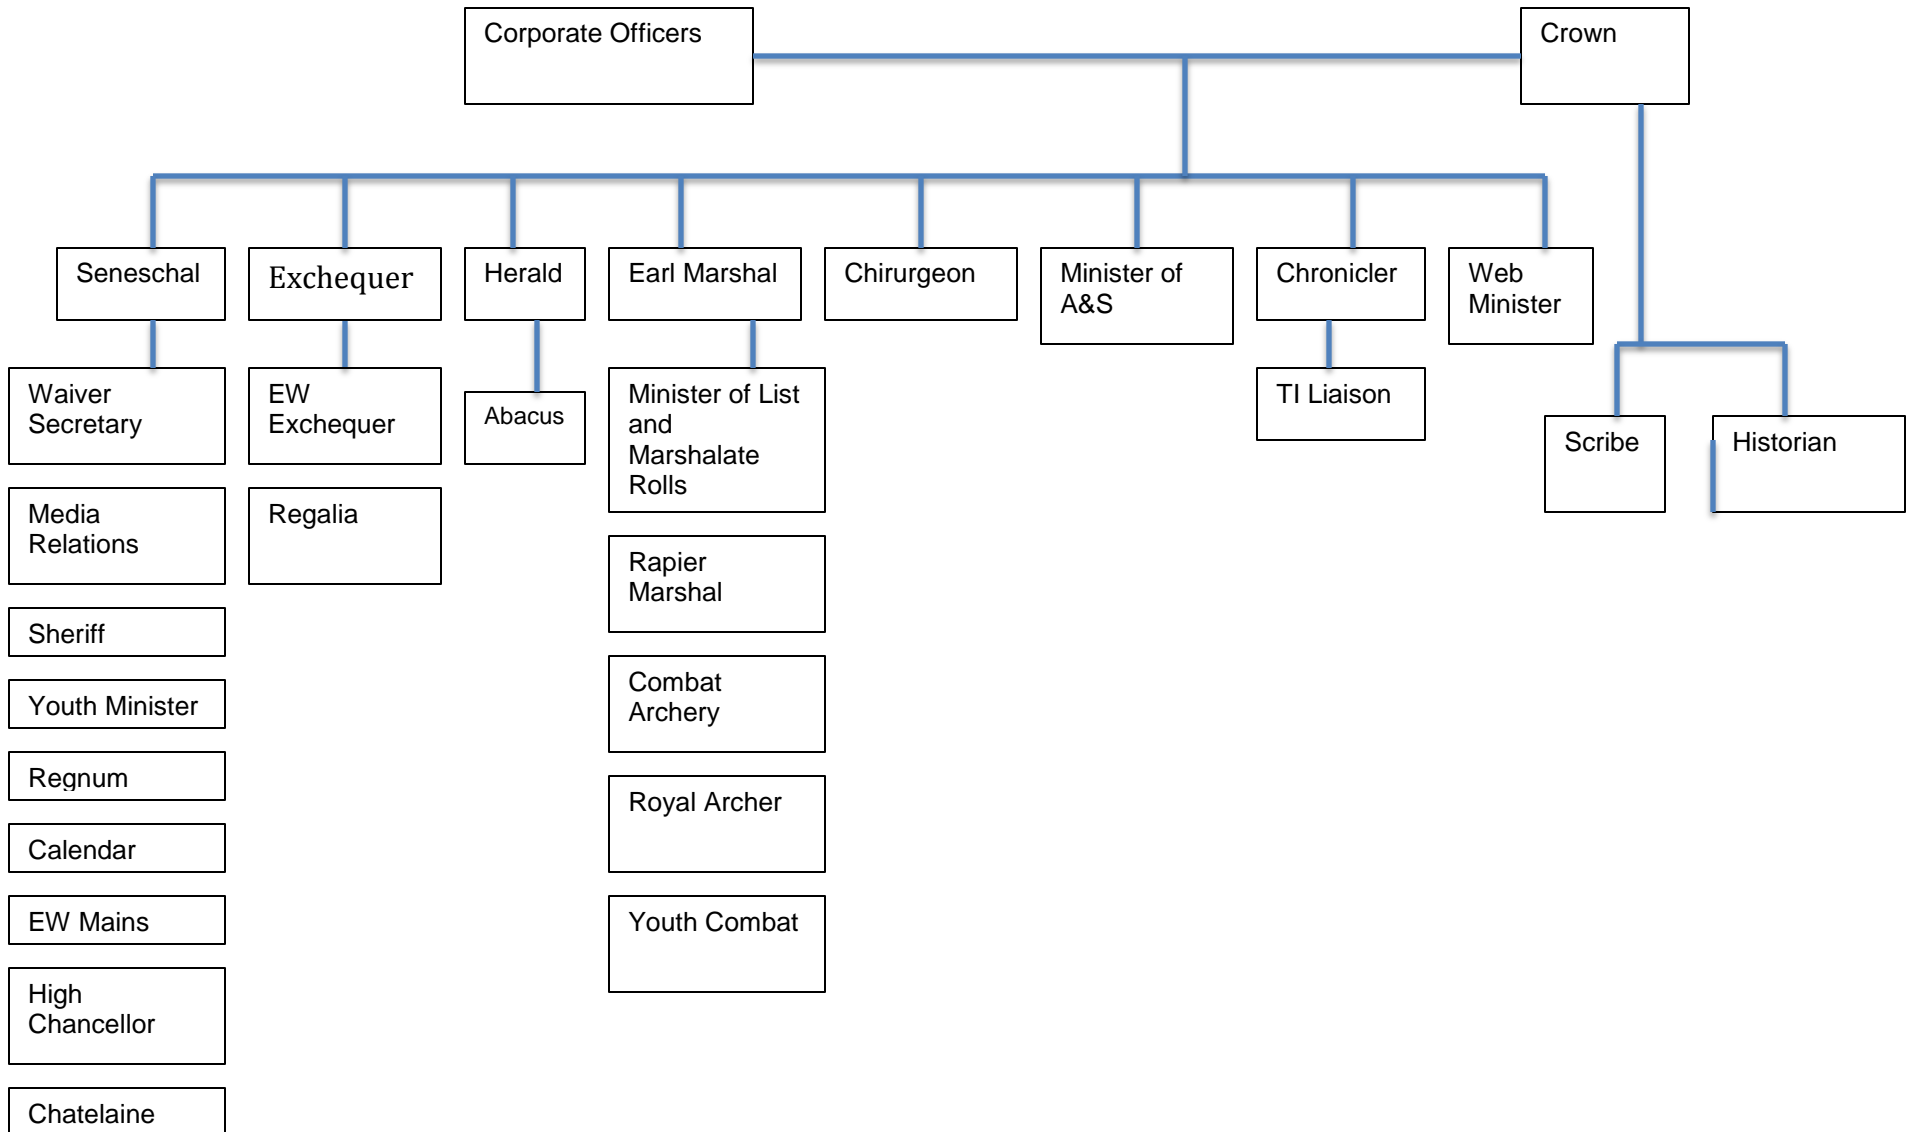 Corporate Officers
Crown
Seneschal
Exchequer
Herald
Earl Marshal
Chirurgeon
Minister of
A&S
Chronicler
Web
Minister
Waiver
Secretary
EW
Exchequer
Abacus
Minister of List
and
Marshalate
Rolls
TI Liaison
Scribe
Historian
Media
Relations
Regalia
Rapier
Marshal
Sheriff
Combat
Archery
Youth Minister
Regnum
Royal Archer
Calendar
EW Mains
Youth Combat
High
Chancellor
Chatelaine